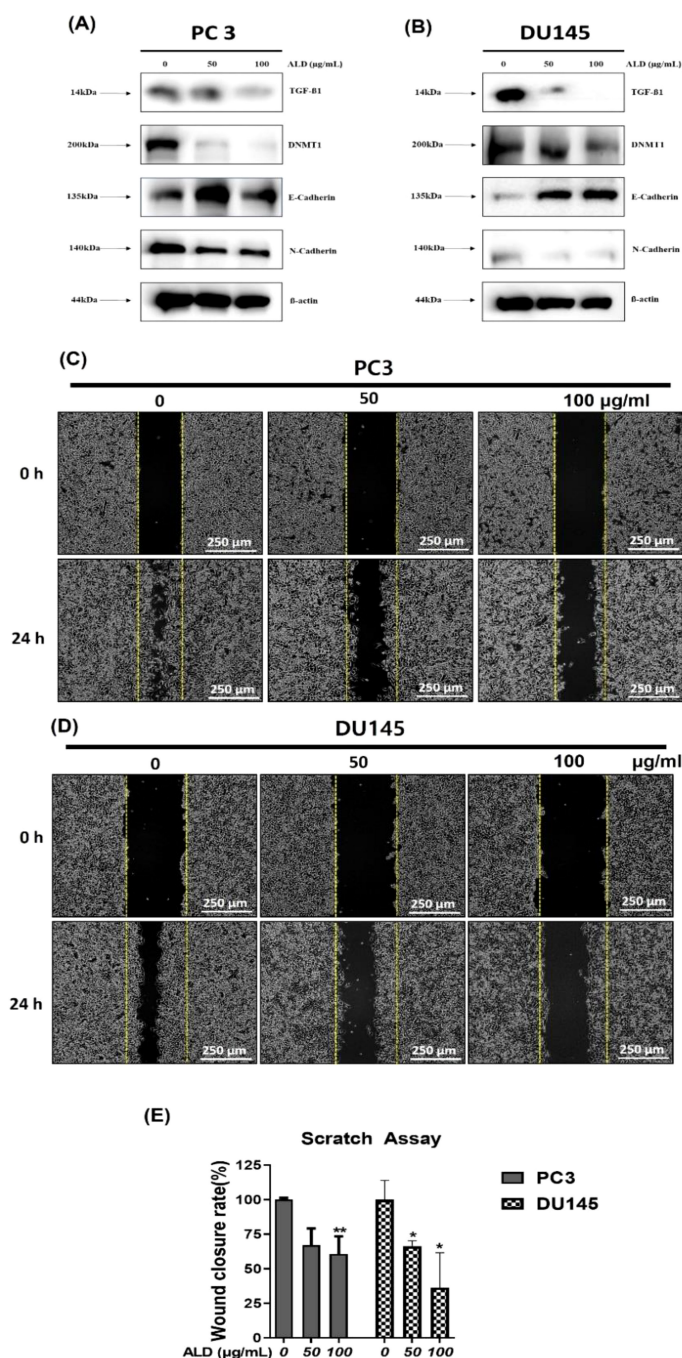 (A)
PC 3
0 50 100 ALD (µg/mL)
14kDa TGF-ß1
200kDa DNMT1
135kDa E-Cadherin
140kDa N-Cadherin
44kDa ß-actin
(B)
DU145
0 50 100 ALD (µg/mL)
14kDa TGF-ß1
200kDa DNMT1
135kDa E-Cadherin
140kDa N-Cadherin
44kDa ß-actin
(C)
PC3
0 50 100 µg/ml
0 h
250 µm 250 µm 250 µm
24 h
250 µm 250 µm 250 µm
(D)
DU145
0 50 100 µg/ml
0 h
250 µm 250 µm 250 µm
24 h
250 µm 250 µm 250 µm
(E)
Scratch Assay
Wound closure rate(%)
125
100
75
50
25
0
** * *
PC3
DU145
ALD (µg/mL) 0 50 100 0 50 100